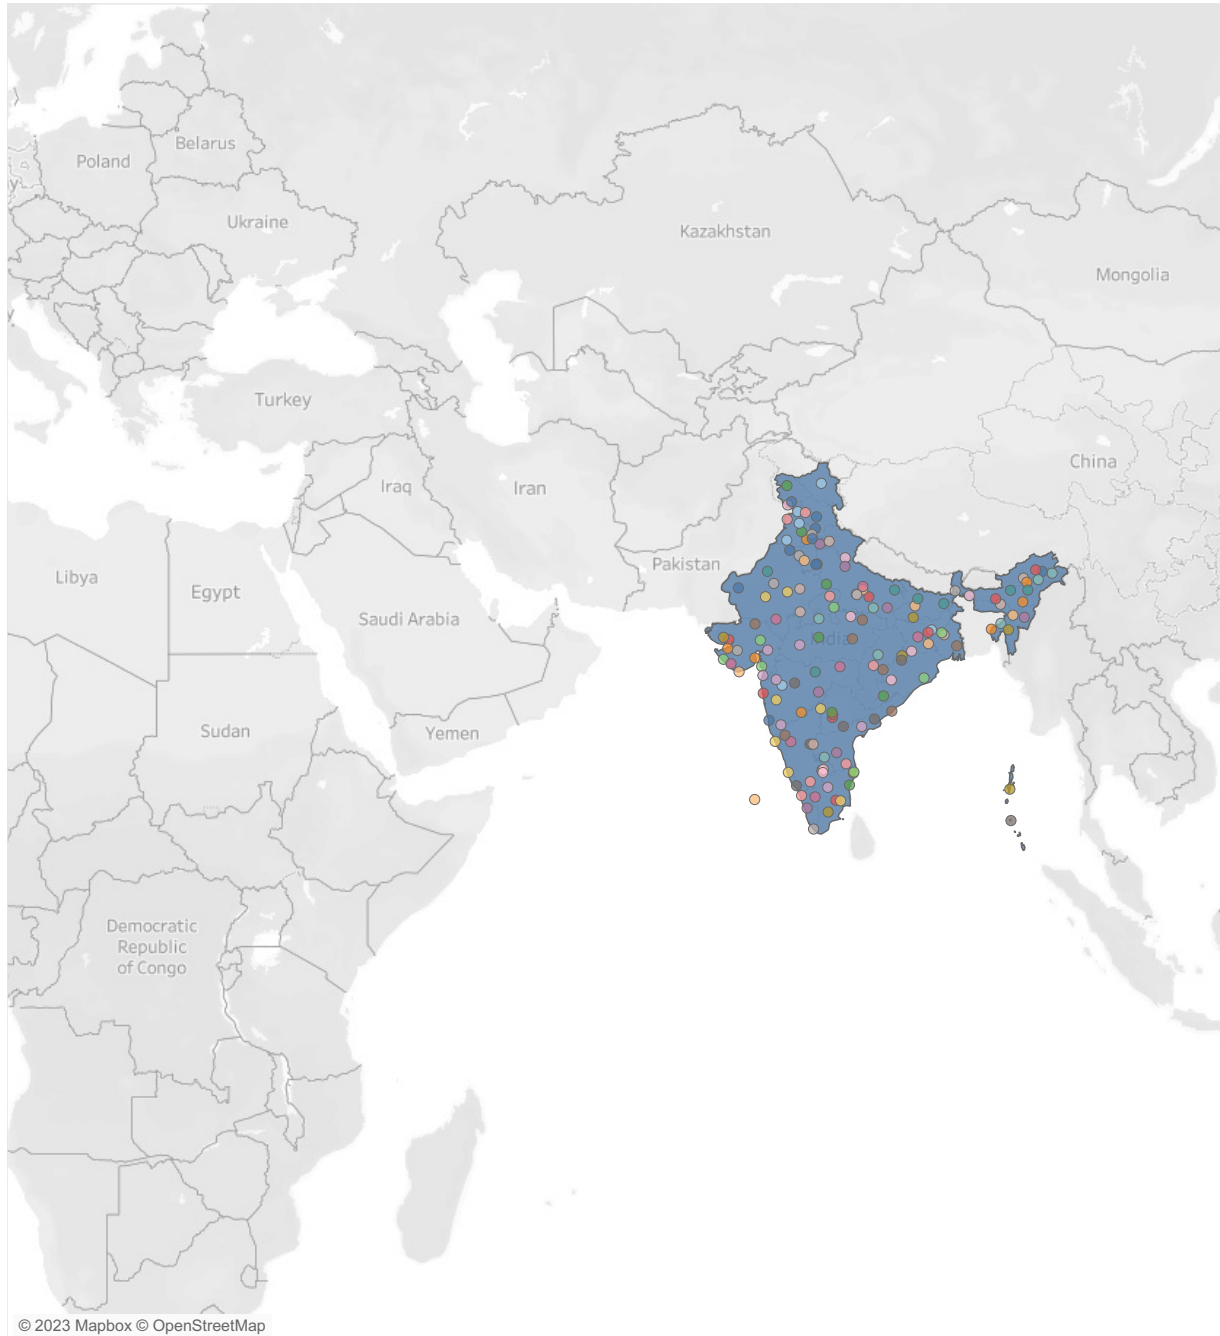 Belarus
Poland
Ukraine
Kazakhstan
Mongolia
Turkey
China
Iraq
Iran
Pakistan
Libya
Egypt
Saudi Arabia
India
Sudan
Yemen
Democratic
Republic
of Congo
© 2023 Mapbox © OpenStreetMap